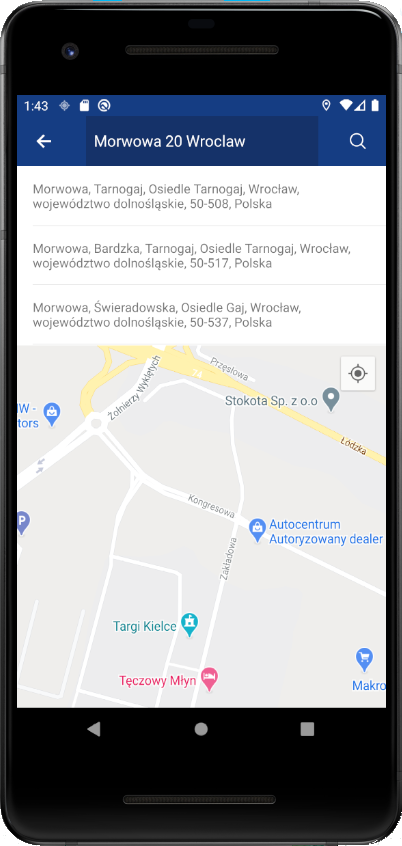 1:43
Morwowa 20 Wroclaw
Morwowa, Tarnogaj, Osiedle Tarnogaj, Wrocław,
województwo dolnośląskie, 50-508, Polska
Morwowa, Bardzka, Tarnogaj, Osiedle Tarnogaj, Wrocław,
województwo dolnośląskie, 50-517, Polska
Morwowa, Świeradowska, Osiedle Gaj, Wrocław,
województwo dolnośląskie, 50-537, Polska
Przęsłowa
74
Żołnierzy Wyklętych
Stokota Sp. z o.o
IW -
tors
Łódzka
Kongresowa
P
Autocentrum
Autoryzowany dealer
Zakładowa
Targi Kielce
Tęczowy Młyn
Makro